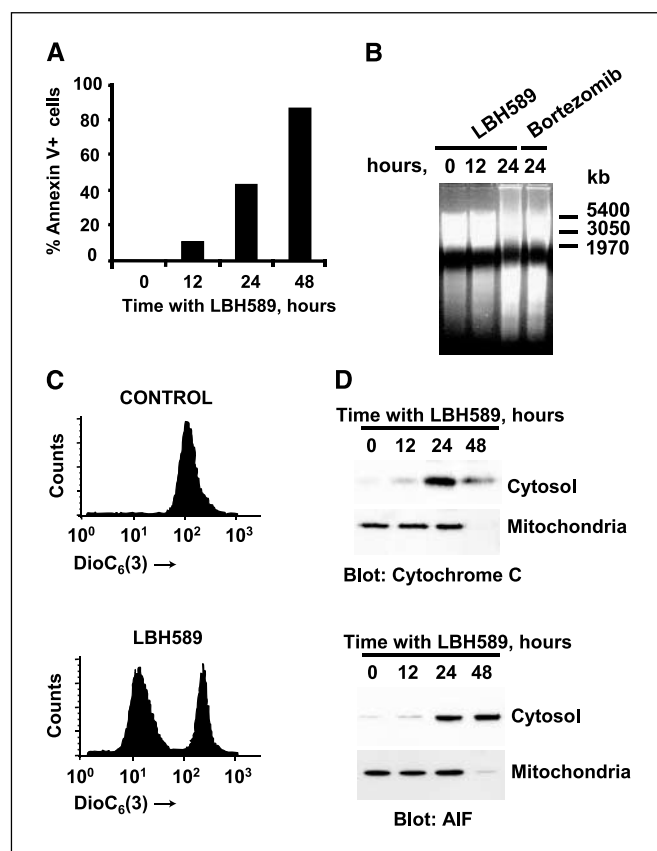 A
% Annexin V+ cells
100
80
60
40
20
0
0 12 24 48
Time with LBH589, hours
B
LBH589 Bortezomib
hours, 0 12 24 24
kb
5400
3050
1970
C
CONTROL
Counts
10⁰ 10¹ 10² 10³
DioC₆(3) →
LBH589
Counts
10⁰ 10¹ 10² 10³
DioC₆(3) →
D
Time with LBH589, hours
0 12 24 48
Cytosol
Mitochondria
Blot: Cytochrome C
Time with LBH589, hours
0 12 24 48
Cytosol
Mitochondria
Blot: AIF